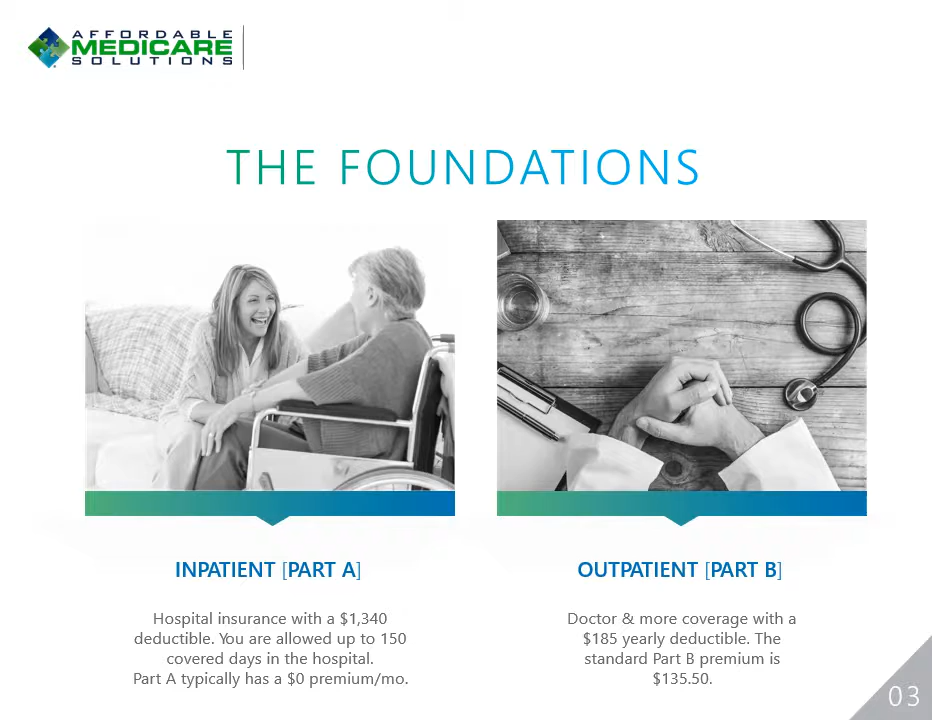 AFFORDABLE
MEDICARE
SOLUTIONS
THE FOUNDATIONS
INPATIENT [PART A]
Hospital insurance with a $1,340
deductible. You are allowed up to 150
covered days in the hospital.
Part A typically has a $0 premium/mo.
OUTPATIENT [PART B]
Doctor & more coverage with a
$185 yearly deductible. The
standard Part B premium is
$135.50.
03